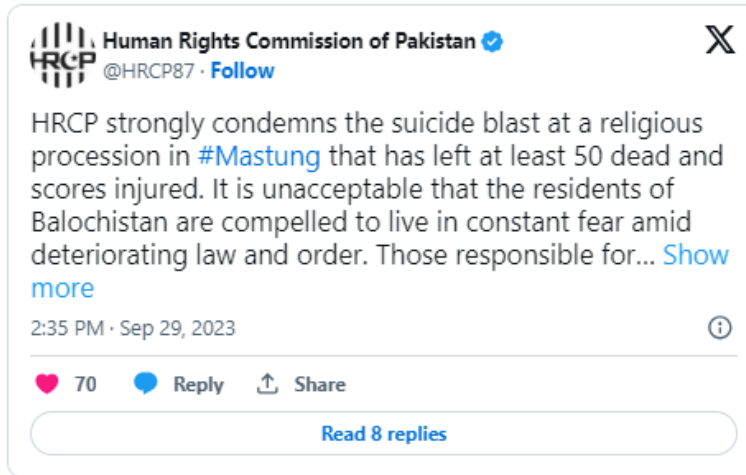 HRCP
Human Rights Commission of Pakistan
@HRCP87 · Follow
HRCP strongly condemns the suicide blast at a religious
procession in #Mastung that has left at least 50 dead and
scores injured. It is unacceptable that the residents of
Balochistan are compelled to live in constant fear amid
deteriorating law and order. Those responsible for... Show
more
2:35 PM · Sep 29, 2023
70 Reply Share
Read 8 replies